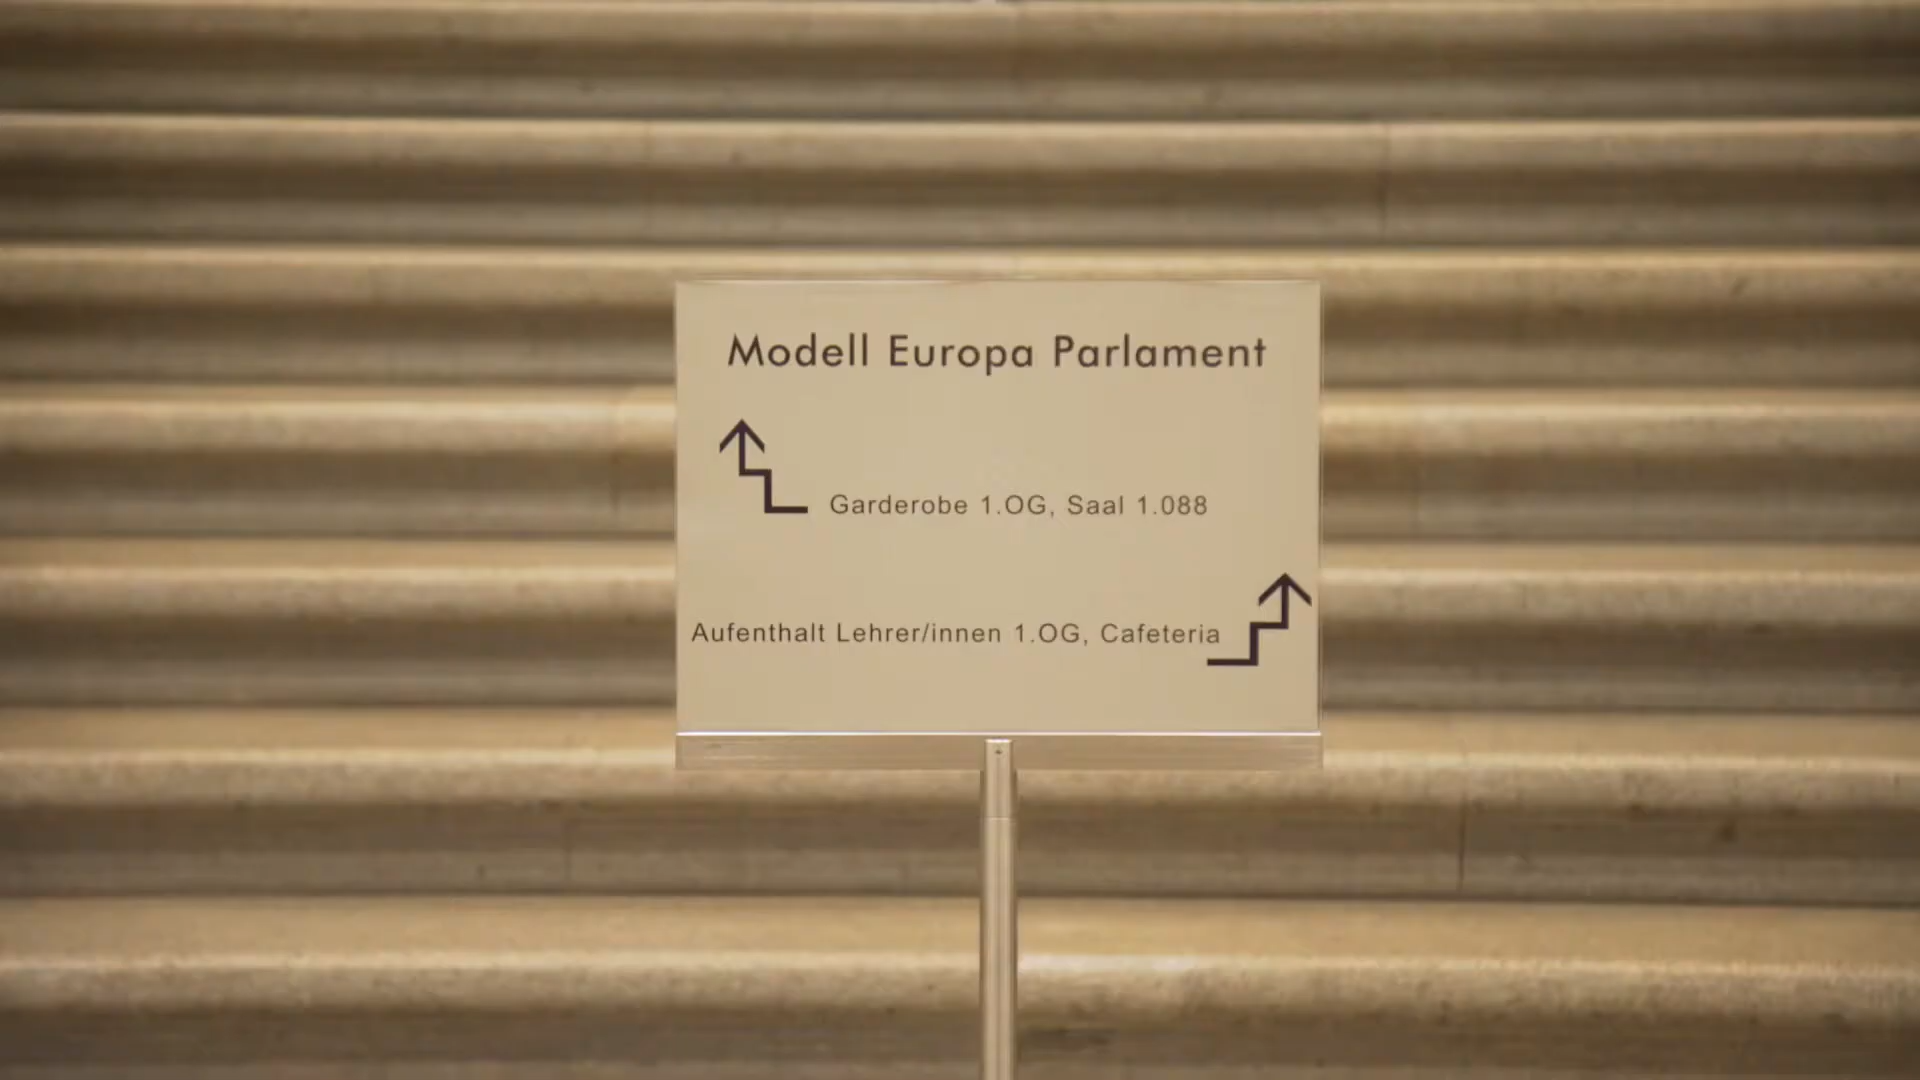 Modell Europa Parlament
Garderobe 1.OG, Saal 1.088
Aufenthalt Lehrer/innen 1.OG, Cafeteria